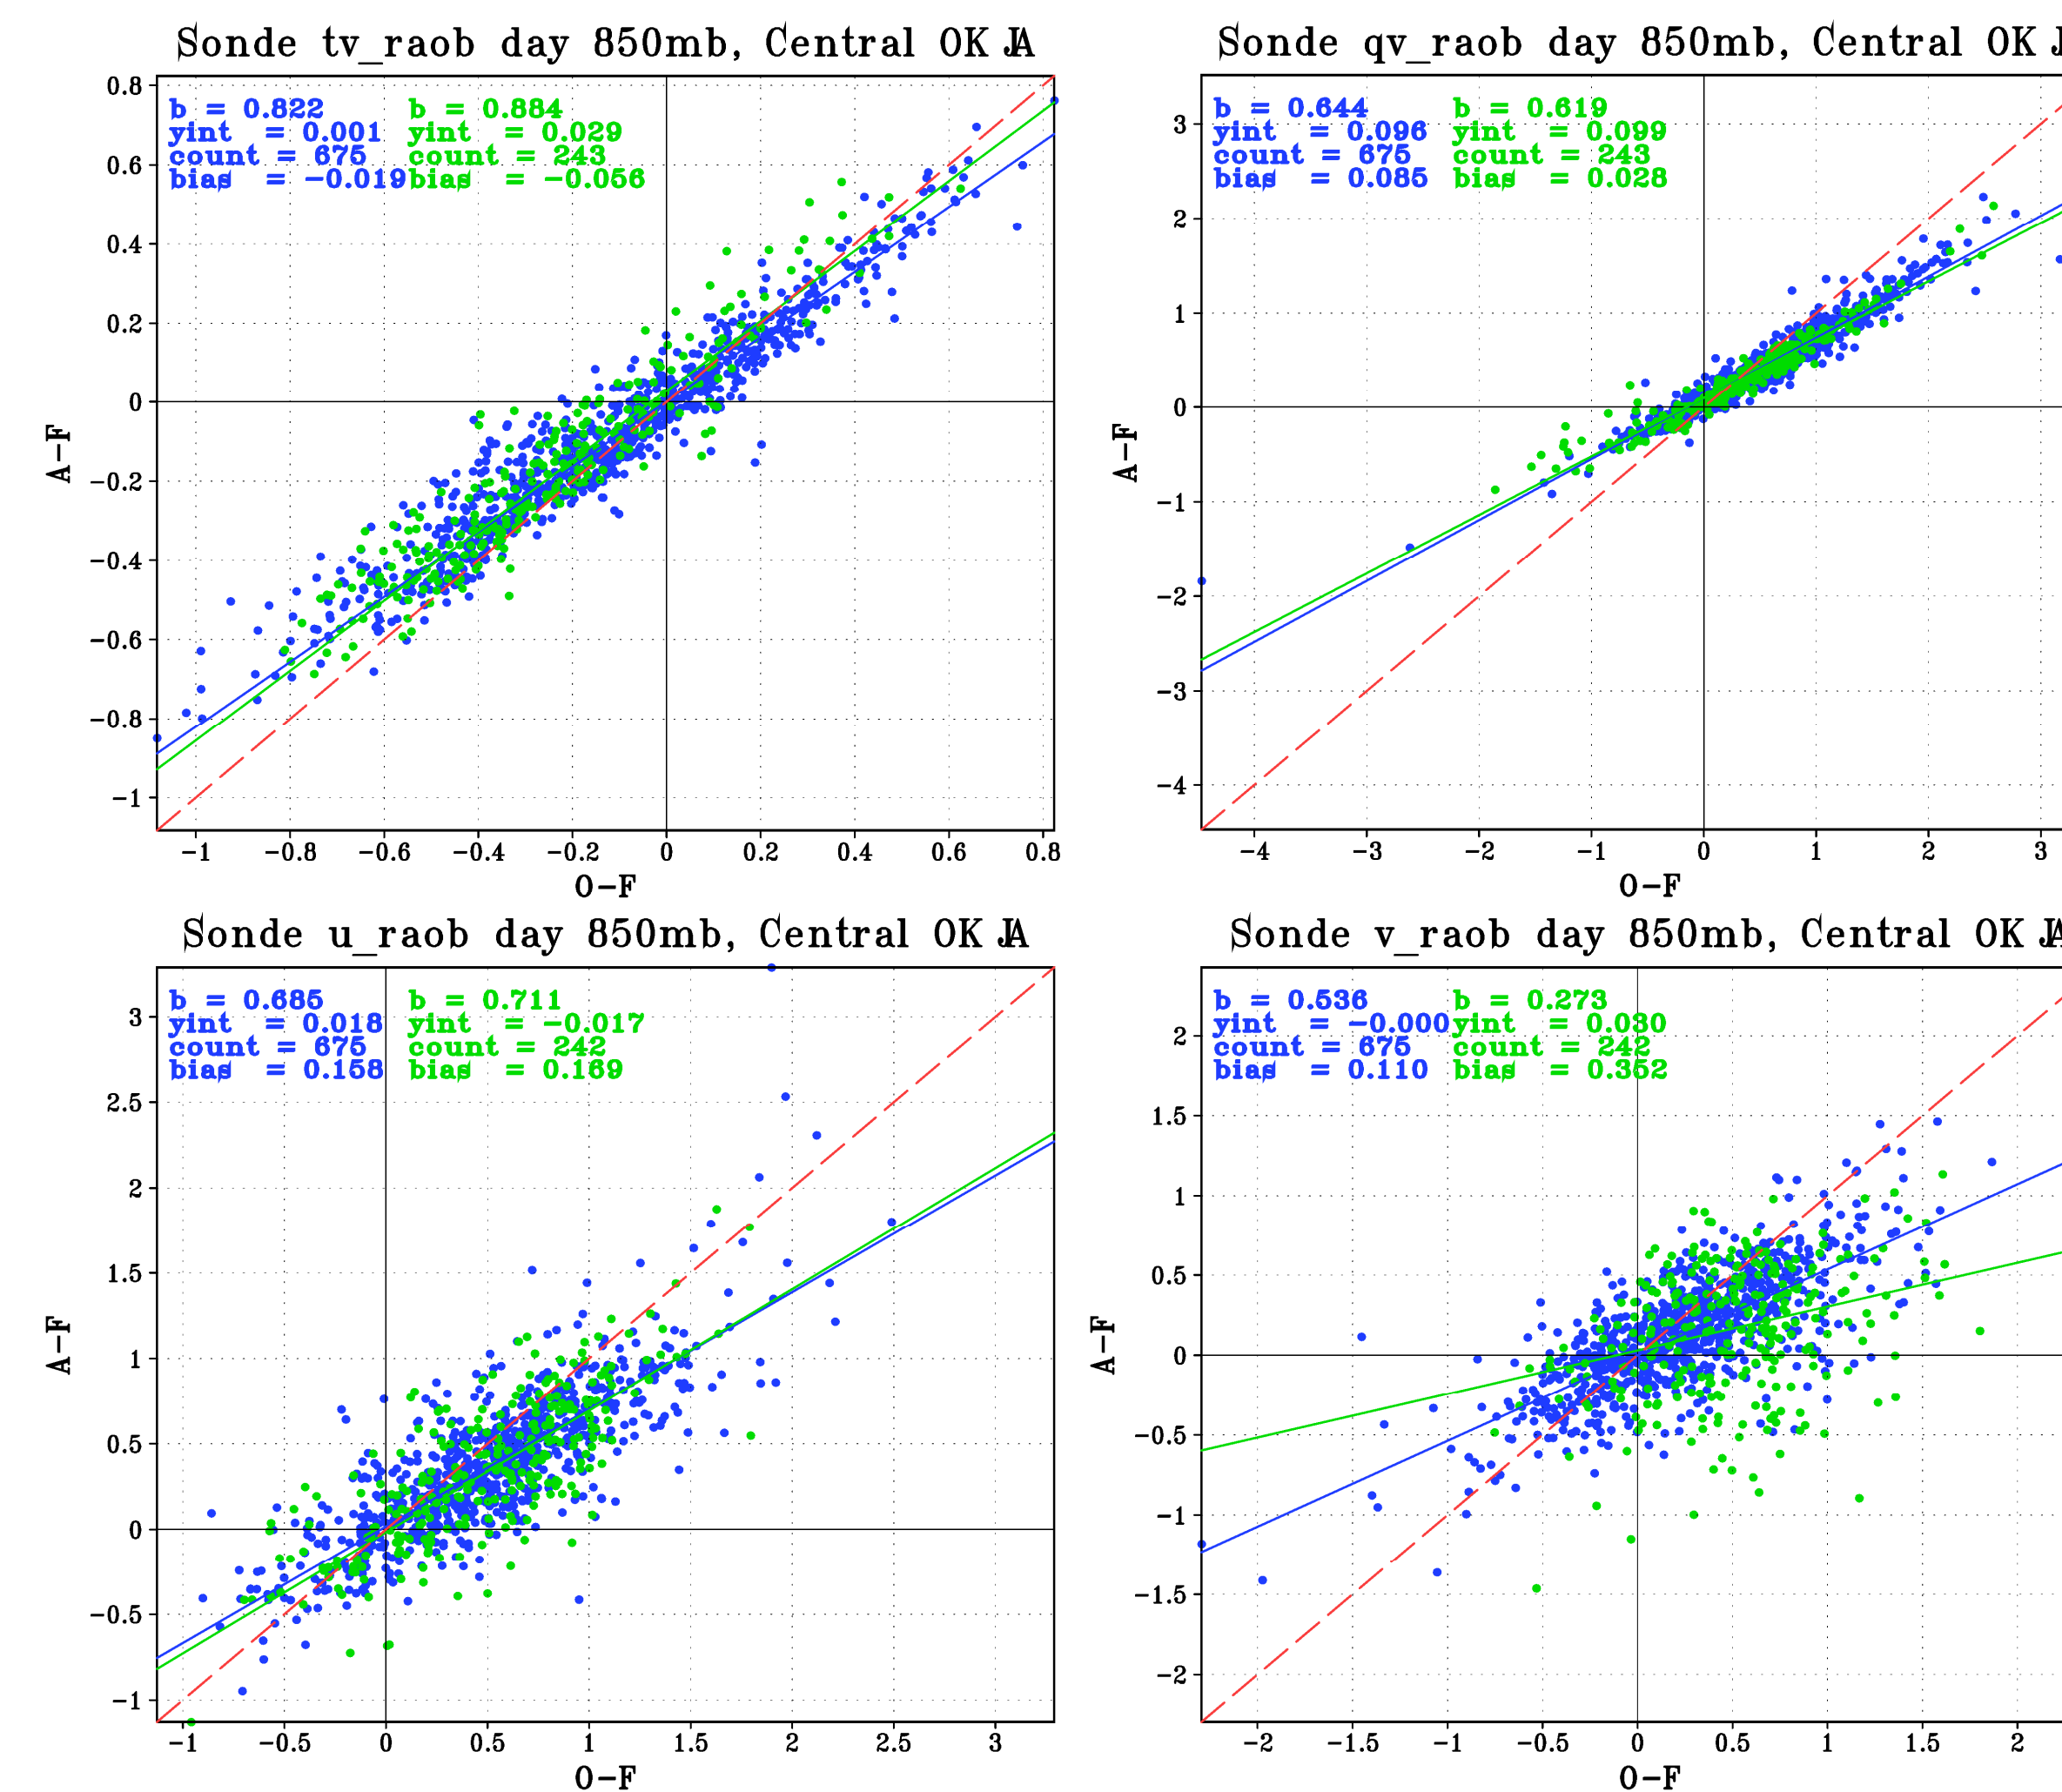 Sonde tv_raob day 850mb, Central OK JA
b = 0.822 b = 0.884
yint = 0.001 yint = 0.029
count = 675 count = 243
bias = −0.019 bias = −0.056
0.8
0.6
0.4
0.2
0
−0.2
−0.4
−0.6
−0.8
−1
A−F
−1 −0.8 −0.6 −0.4 −0.2 0 0.2 0.4 0.6 0.8
O−F
Sonde qv_raob day 850mb, Central OK J
b = 0.644 b = 0.619
yint = 0.096 yint = 0.099
count = 675 count = 243
bias = 0.085 bias = 0.028
3
2
1
0
−1
−2
−3
−4
A−F
−4 −3 −2 −1 0 1 2 3
O−F
Sonde u_raob day 850mb, Central OK JA
b = 0.685 b = 0.711
yint = 0.018 yint = −0.017
count = 675 count = 242
bias = 0.158 bias = 0.169
3
2.5
2
1.5
1
0.5
0
−0.5
−1
A−F
−1 −0.5 0 0.5 1 1.5 2 2.5 3
O−F
Sonde v_raob day 850mb, Central OK JA
b = 0.536 b = 0.273
yint = −0.000 yint = 0.030
count = 675 count = 242
bias = 0.110 bias = 0.352
2
1.5
1
0.5
0
−0.5
−1
−1.5
−2
A−F
−2 −1.5 −1 −0.5 0 0.5 1 1.5 2
O−F